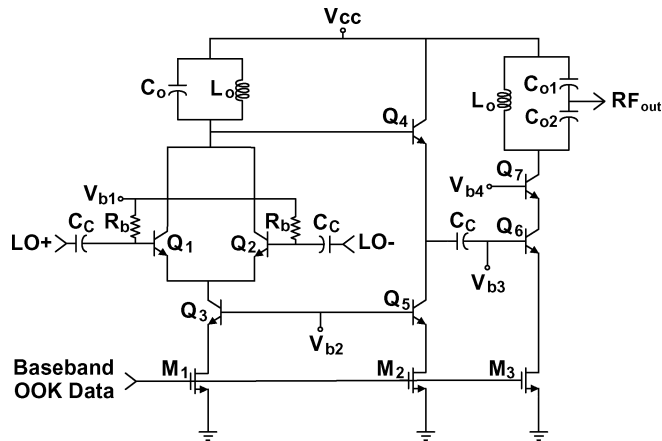 Vcc
Co
Lo
Lo
Co1
Co2
RFout
Q4
Q7
Vb1
Vb4
Rb
Rb
CC
CC
CC
LO+
Q1
Q2
LO-
Q6
Vb3
Q3
Q5
Vb2
Baseband
OOK Data
M1
M2
M3